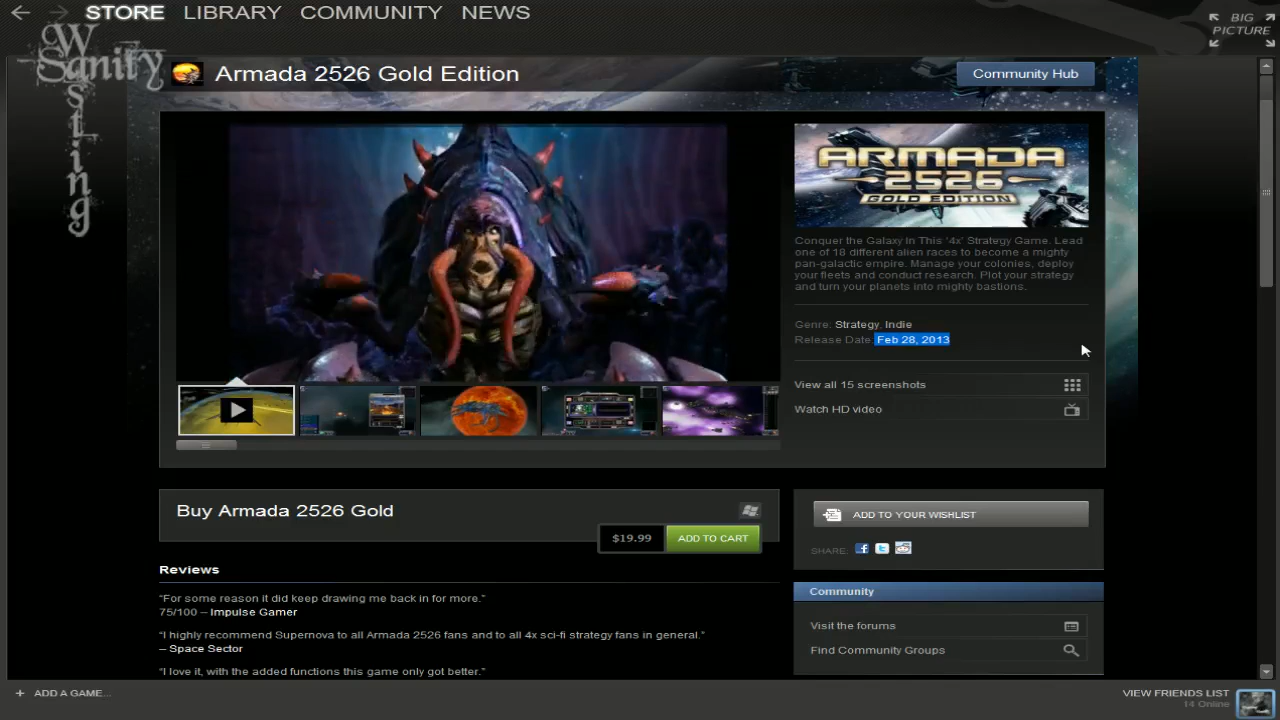 STORE LIBRARY COMMUNITY NEWS
BIG
PICTURE
Wasting
Sanity
Armada 2526 Gold Edition
Community Hub
ARMADA
2526
GOLD EDITION
Conquer the Galaxy In This '4x' Strategy Game. Lead
one of 18 different alien races to become a mighty
pan-galactic empire. Manage your colonies, deploy
your fleets and conduct research. Plot your strategy
and turn your planets into mighty bastions.
Genre: Strategy, Indie
Release Date: Feb 28, 2013
View all 15 screenshots
Watch HD video
Buy Armada 2526 Gold
$19.99 ADD TO CART
ADD TO YOUR WISHLIST
SHARE:
Reviews
“For some reason it did keep drawing me back in for more.”
75/100 – Impulse Gamer
“I highly recommend Supernova to all Armada 2526 fans and to all 4x sci-fi strategy fans in general.”
– Space Sector
“I love it, with the added functions this game only got better.”
Community
Visit the forums
Find Community Groups
+ ADD A GAME...
VIEW FRIENDS LIST
14 Online